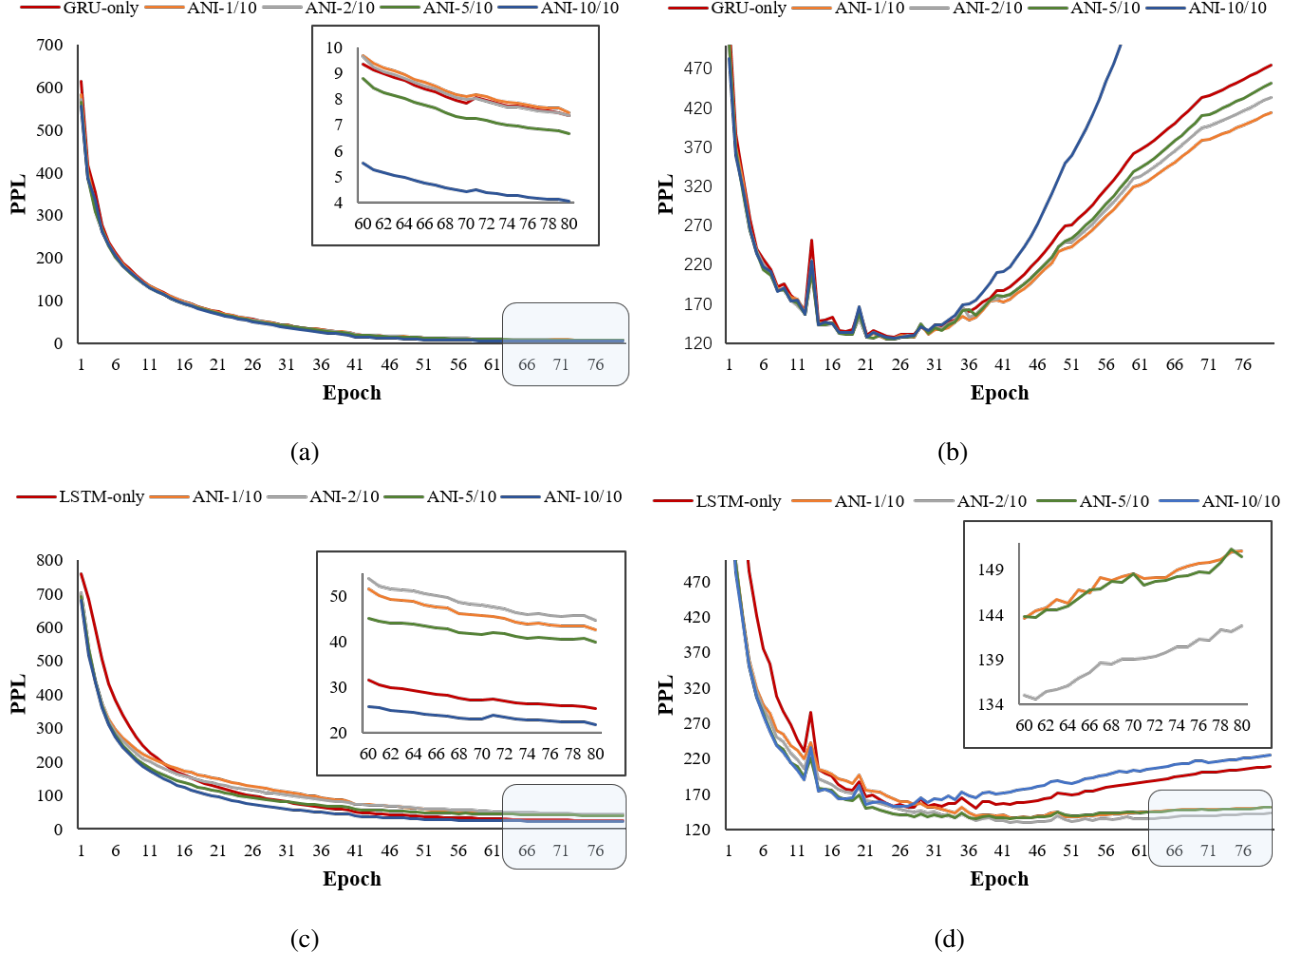 GRU-only ANI-1/10 ANI-2/10 ANI-5/10 ANI-10/10
700
600
500
400
300
200
100
0
PPL
10
9
8
7
6
5
4
60 62 64 66 68 70 72 74 76 78 80
1 6 11 16 21 26 31 36 41 46 51 56 61 66 71 76
Epoch
(a)
GRU-only ANI-1/10 ANI-2/10 ANI-5/10 ANI-10/10
470
420
370
320
270
220
170
120
PPL
1 6 11 16 21 26 31 36 41 46 51 56 61 66 71 76
Epoch
(b)
LSTM-only ANI-1/10 ANI-2/10 ANI-5/10 ANI-10/10
800
700
600
500
400
300
200
100
0
PPL
50
40
30
20
60 62 64 66 68 70 72 74 76 78 80
1 6 11 16 21 26 31 36 41 46 51 56 61 66 71 76
Epoch
(c)
LSTM-only ANI-1/10 ANI-2/10 ANI-5/10 ANI-10/10
470
420
370
320
270
220
170
120
PPL
149
144
139
134
60 62 64 66 68 70 72 74 76 78 80
1 6 11 16 21 26 31 36 41 46 51 56 61 66 71 76
Epoch
(d)